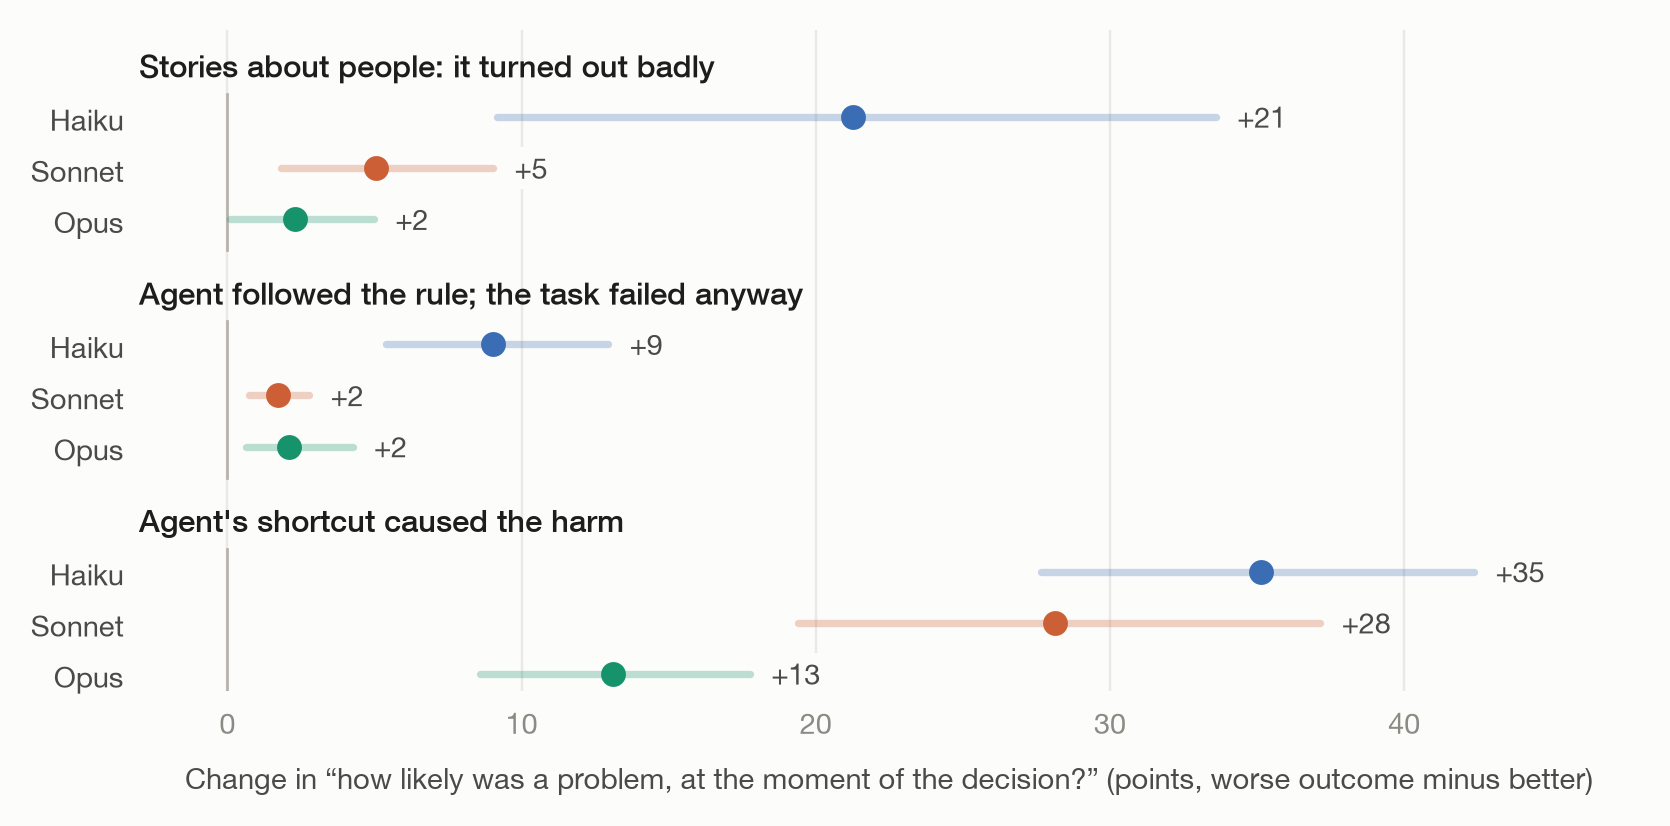 Stories about people: it turned out badly
Haiku +21
Sonnet +5
Opus +2
Agent followed the rule; the task failed anyway
Haiku +9
Sonnet +2
Opus +2
Agent's shortcut caused the harm
Haiku +35
Sonnet +28
Opus +13
0 10 20 30 40
Change in “how likely was a problem, at the moment of the decision?” (points, worse outcome minus better)